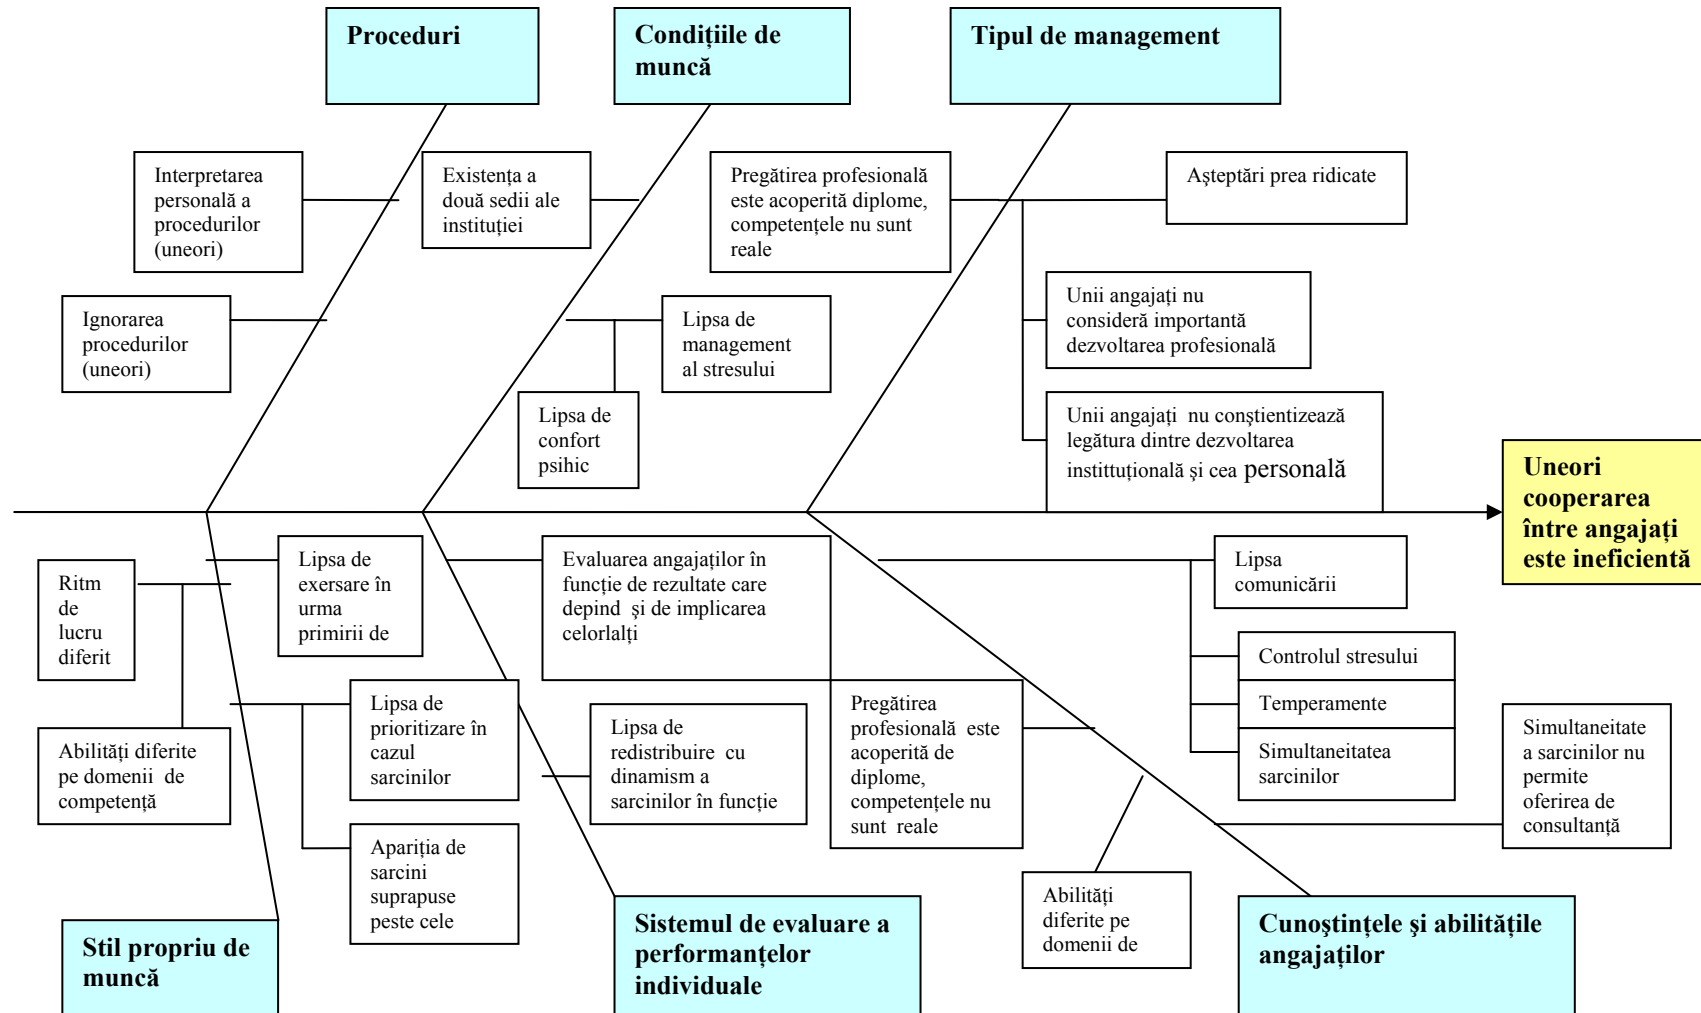 Proceduri
Condițiile de
muncă
Tipul de management
Interpretarea
personală a
procedurilor
(uneori)
Existența a
două sedii ale
instituției
Pregătirea profesională
este acoperită diplome,
competențele nu sunt
reale
Aşteptări prea ridicate
Ignorarea
procedurilor
(uneori)
Lipsa de
management
al stresului
Unii angajați nu
consideră importantă
dezvoltarea profesională
Lipsa de
confort
psihic
Unii angajați nu conştientizează
legătura dintre dezvoltarea
instittuțională şi cea personală
Uneori
cooperarea
între angajați
este ineficientă
Ritm
de
lucru
diferit
Lipsa de
exersare în
urma
primirii de
Evaluarea angajaților în
funcție de rezultate care
depind şi de implicarea
celorlalți
Lipsa
comunicării
Controlul stresului
Temperamente
Simultaneitatea
sarcinilor
Abilități diferite
pe domenii de
competență
Lipsa de
prioritizare în
cazul
sarcinilor
Lipsa de
redistribuire cu
dinamism a
sarcinilor în funcție
Pregătirea
profesională este
acoperită de
diplome,
competențele nu
sunt reale
Simultaneitate
a sarcinilor nu
permite
oferirea de
consultanță
Apariția de
sarcini
suprapuse
peste cele
Abilități
diferite pe
domenii de
Stil propriu de
muncă
Sistemul de evaluare a
performanțelor
individuale
Cunoştințele şi abilitățile
angajaților